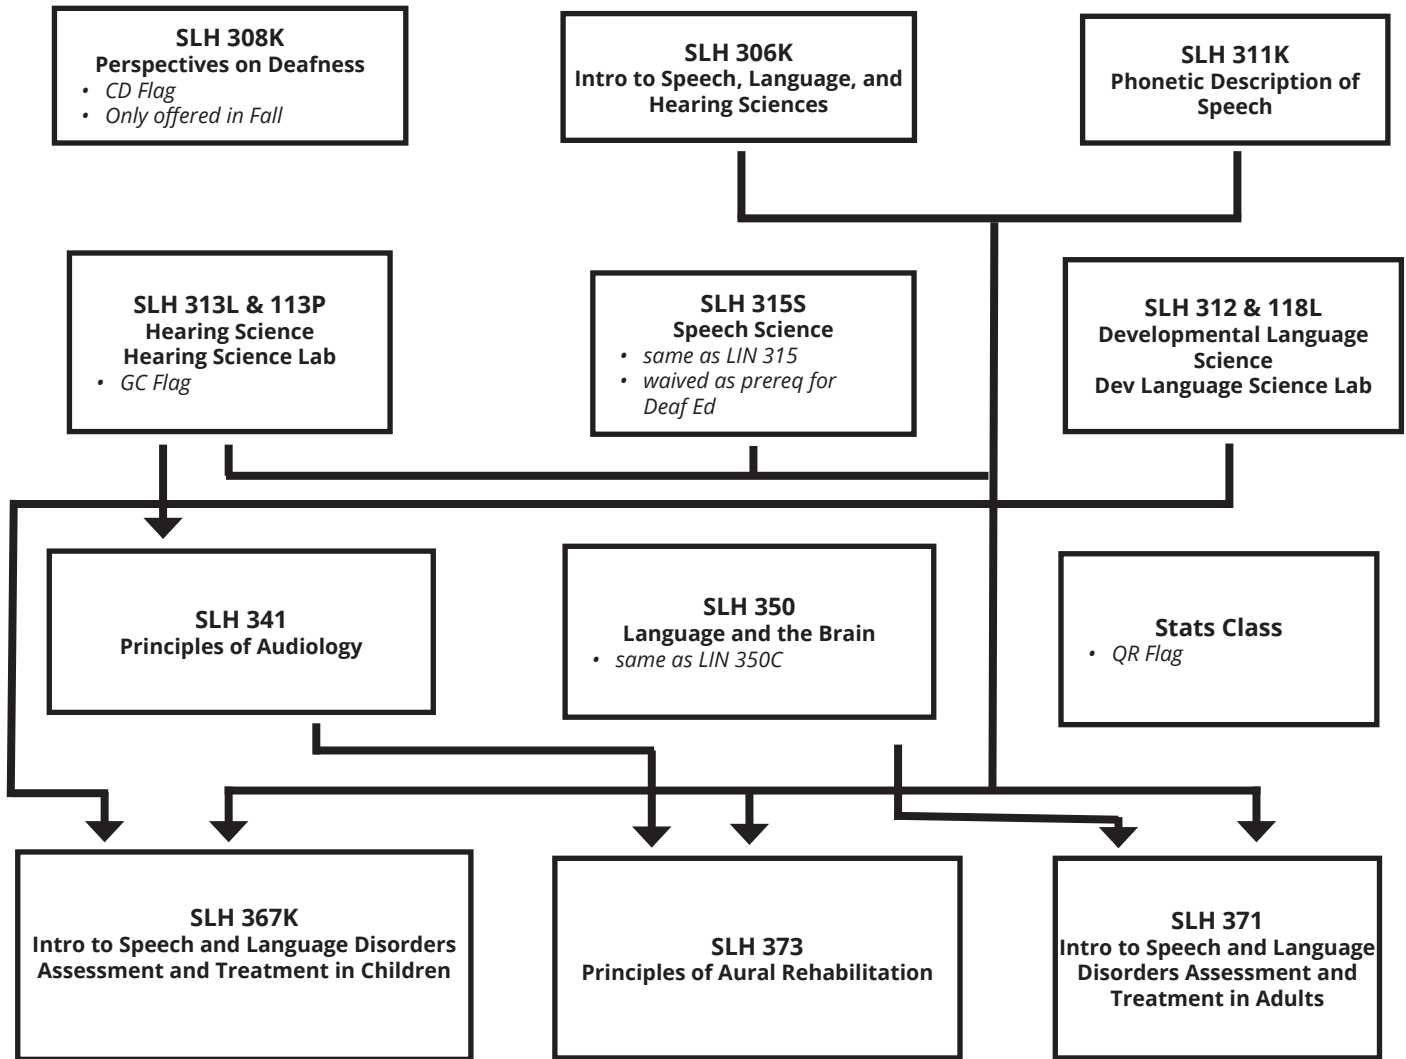 SLH 308K
Perspectives on Deafness
• CD Flag
• Only offered in Fall
SLH 306K
Intro to Speech, Language, and
Hearing Sciences
SLH 311K
Phonetic Description of
Speech
SLH 313L & 113P
Hearing Science
Hearing Science Lab
• GC Flag
SLH 315S
Speech Science
• same as LIN 315
• waived as prereq for
Deaf Ed
SLH 312 & 118L
Developmental Language
Science
Dev Language Science Lab
SLH 341
Principles of Audiology
SLH 350
Language and the Brain
• same as LIN 350C
Stats Class
• QR Flag
SLH 367K
Intro to Speech and Language Disorders
Assessment and Treatment in Children
SLH 373
Principles of Aural Rehabilitation
SLH 371
Intro to Speech and Language
Disorders Assessment and
Treatment in Adults